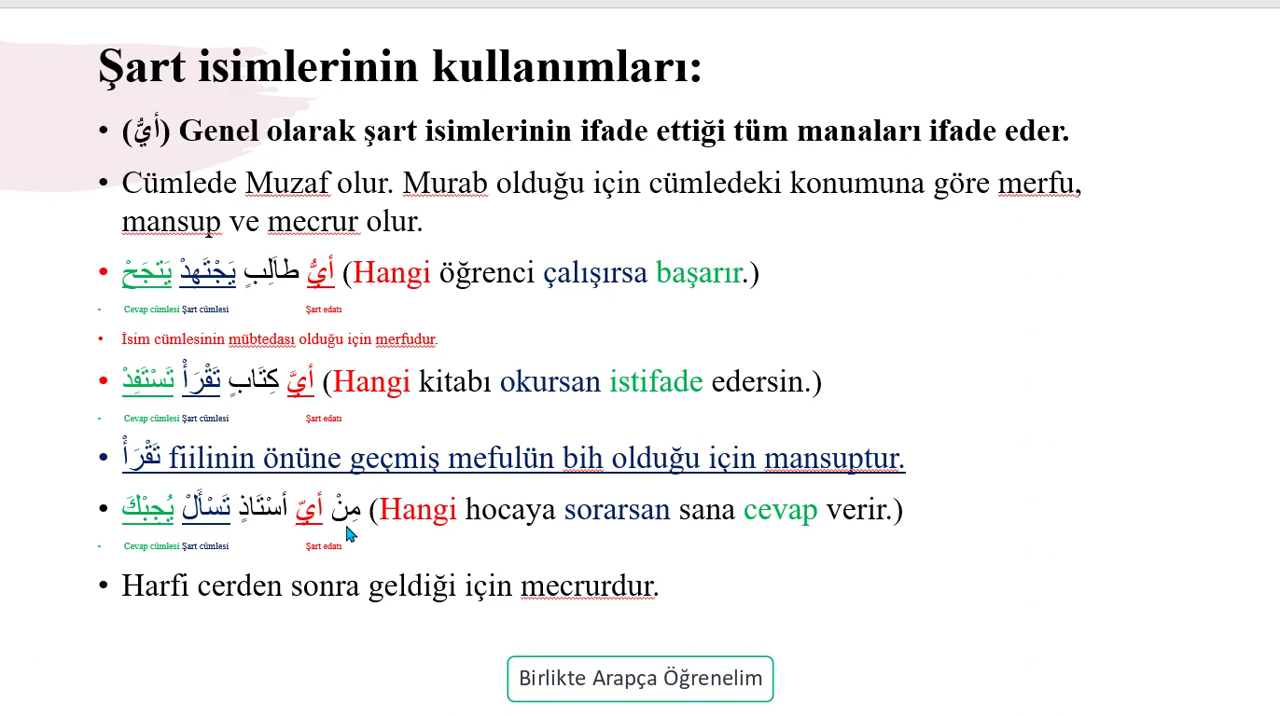 Şart isimlerinin kullanımları:
• (أيُّ) Genel olarak şart isimlerinin ifade ettiği tüm manaları ifade eder.
• Cümlede Muzaf olur. Murab olduğu için cümledeki konumuna göre merfu,
mansup ve mecrur olur.
• أيُّ طاَلِبٍ يَجْتَهِدْ يَنْجَحْ (Hangi öğrenci çalışırsa başarır.)
• Cevap cümlesi Şart cümlesi Şart edatı
• İsim cümlesinin mübtedası olduğu için merfudur.
• أيَّ كِتَابٍ تَقْرَأْ تَسْتَفِدْ (Hangi kitabı okursan istifade edersin.)
• Cevap cümlesi Şart cümlesi Şart edatı
• تَقْرَأْ fiilinin önüne geçmiş mefulün bih olduğu için mansuptur.
• مِنْ أيِّ أسْتَاذٍ تَسْأَلْ يُجِبْكَ (Hangi hocaya sorarsan sana cevap verir.)
• Cevap cümlesi Şart cümlesi Şart edatı
• Harfi cerden sonra geldiği için mecrurdur.
Birlikte Arapça Öğrenelim